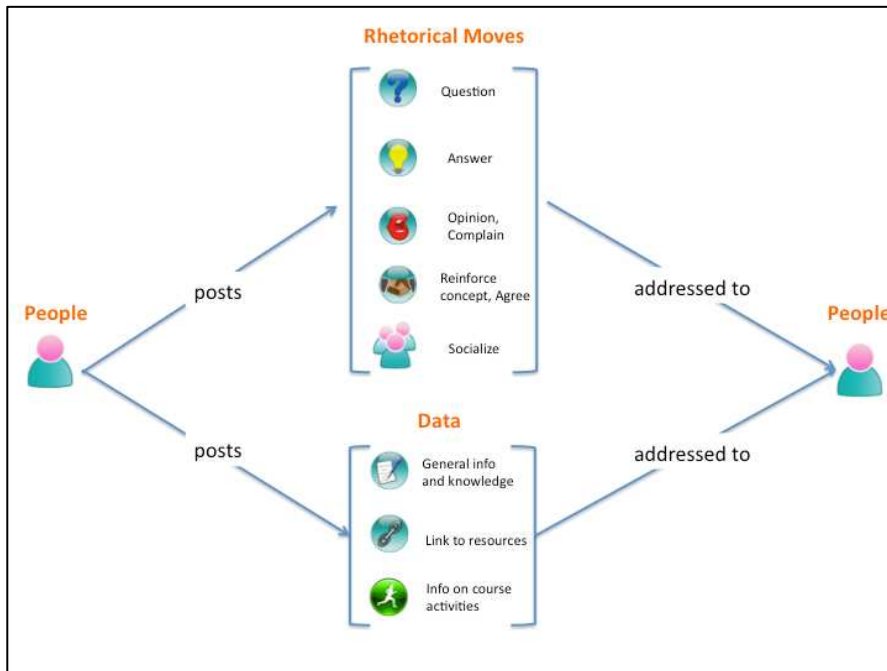 Rhetorical Moves
Question
Answer
Opinion,
Complain
Reinforce
concept, Agree
Socialize
posts
addressed to
People
People
Data
posts
addressed to
General info
and knowledge
Link to resources
Info on course
activities